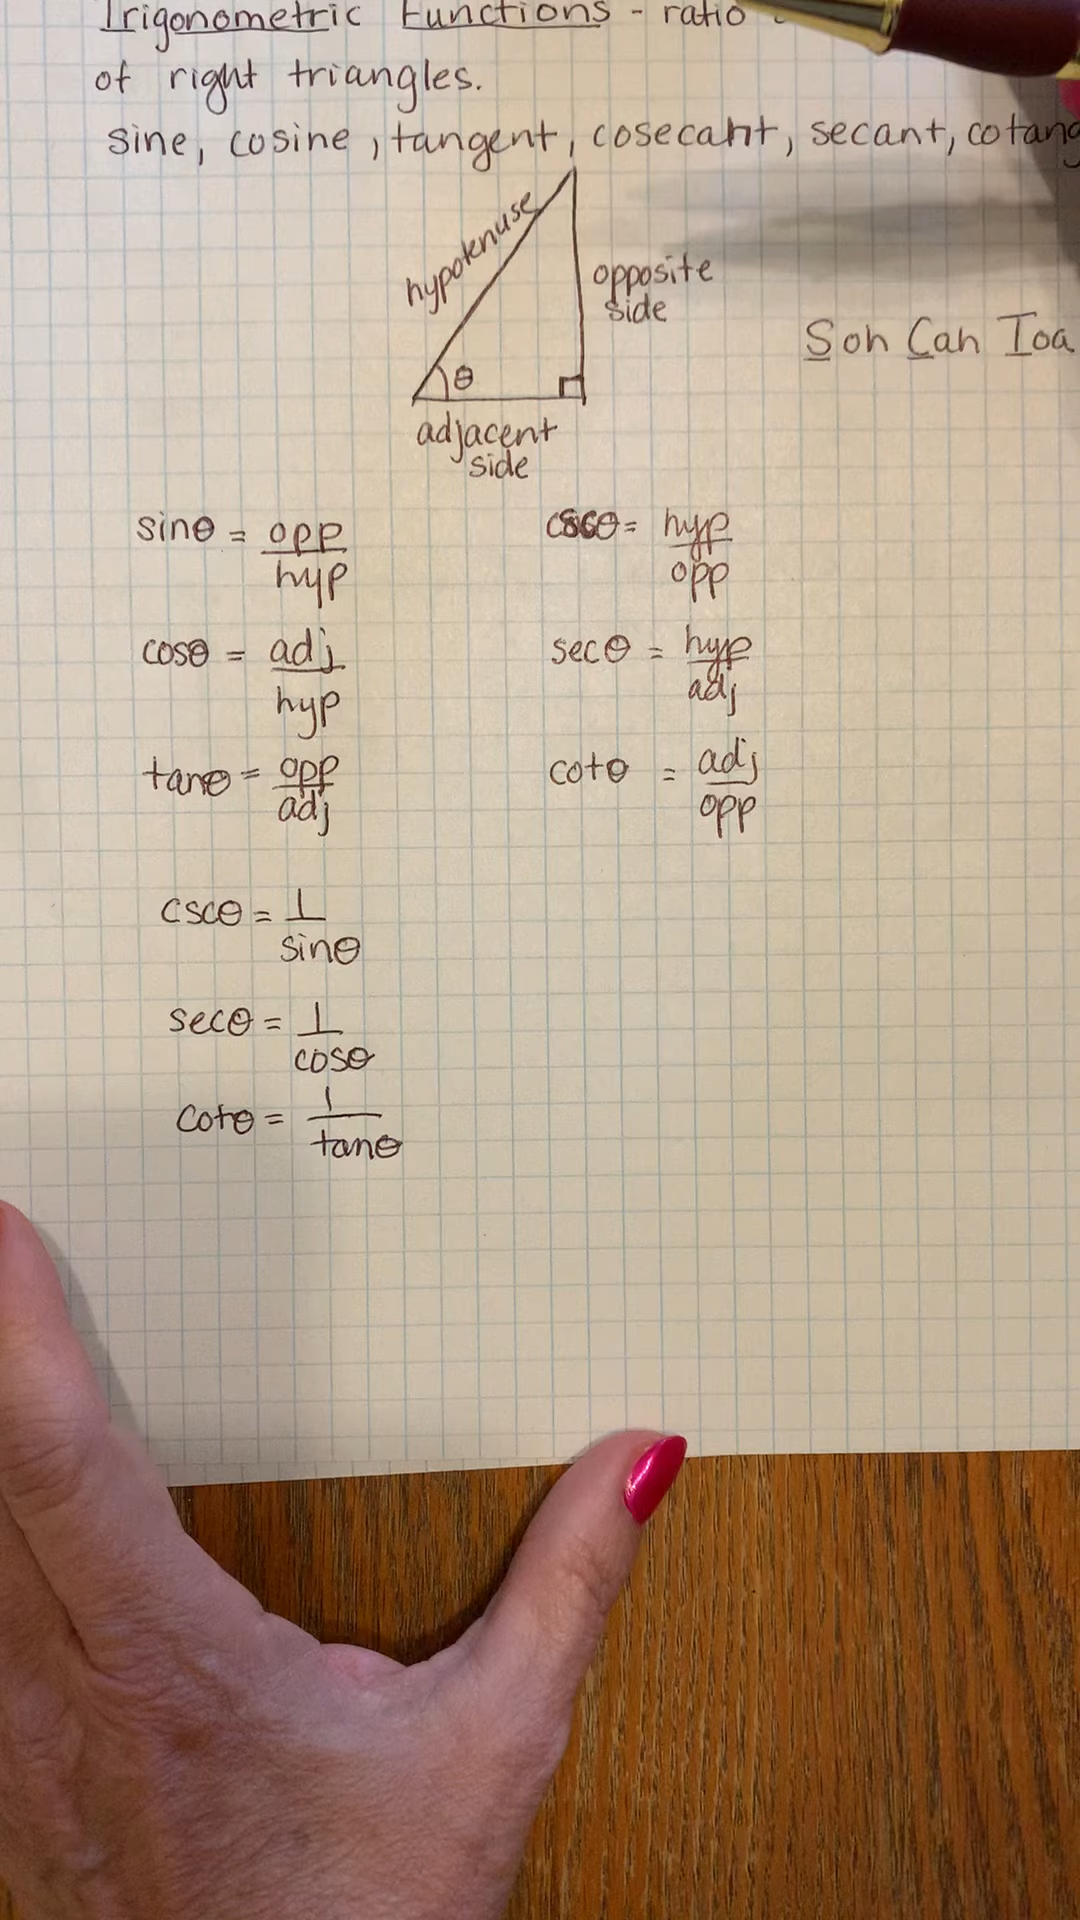 Trigonometric Functions - ratio
of right triangles.
sine, cosine, tangent, cosecant, secant, cotang
hypotenuse
opposite
side
Soh Cah Toa
θ
adjacent
side
sinθ = opp/hyp
cscθ = hyp/opp
cosθ = adj/hyp
secθ = hyp/adj
tanθ = opp/adj
cotθ = adj/opp
cscθ = 1/sinθ
secθ = 1/cosθ
cotθ = 1/tanθ